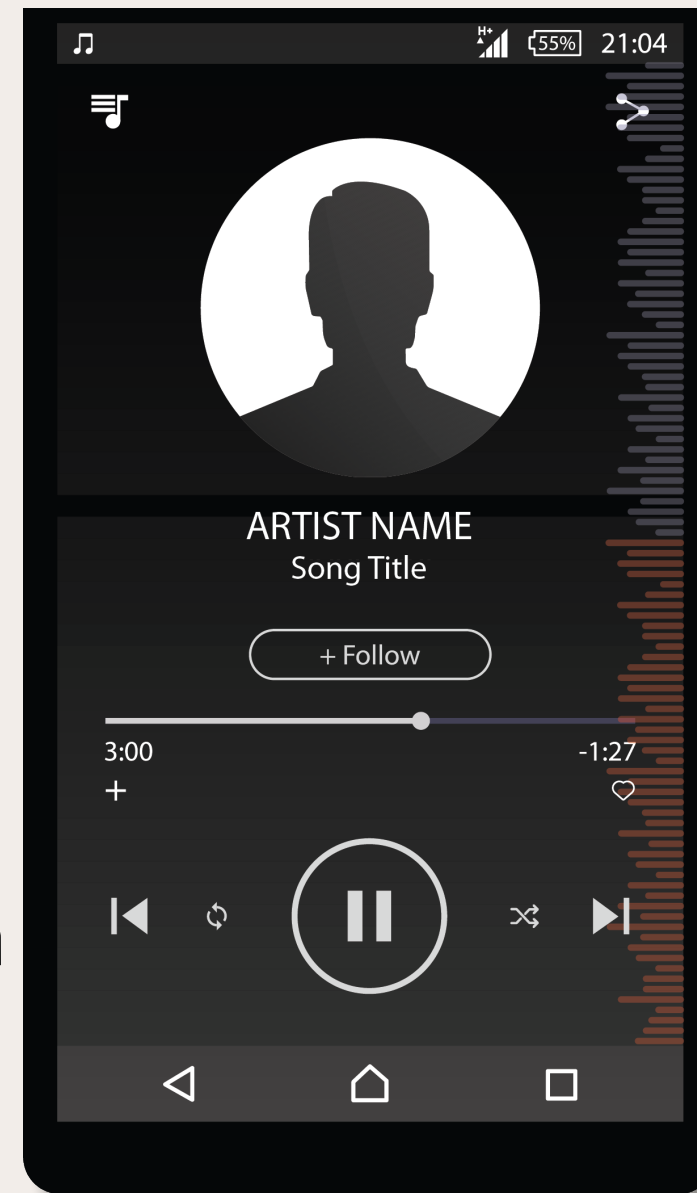 H+
55%
21:04
ARTIST NAME
Song Title
+ Follow
3:00
-1:27